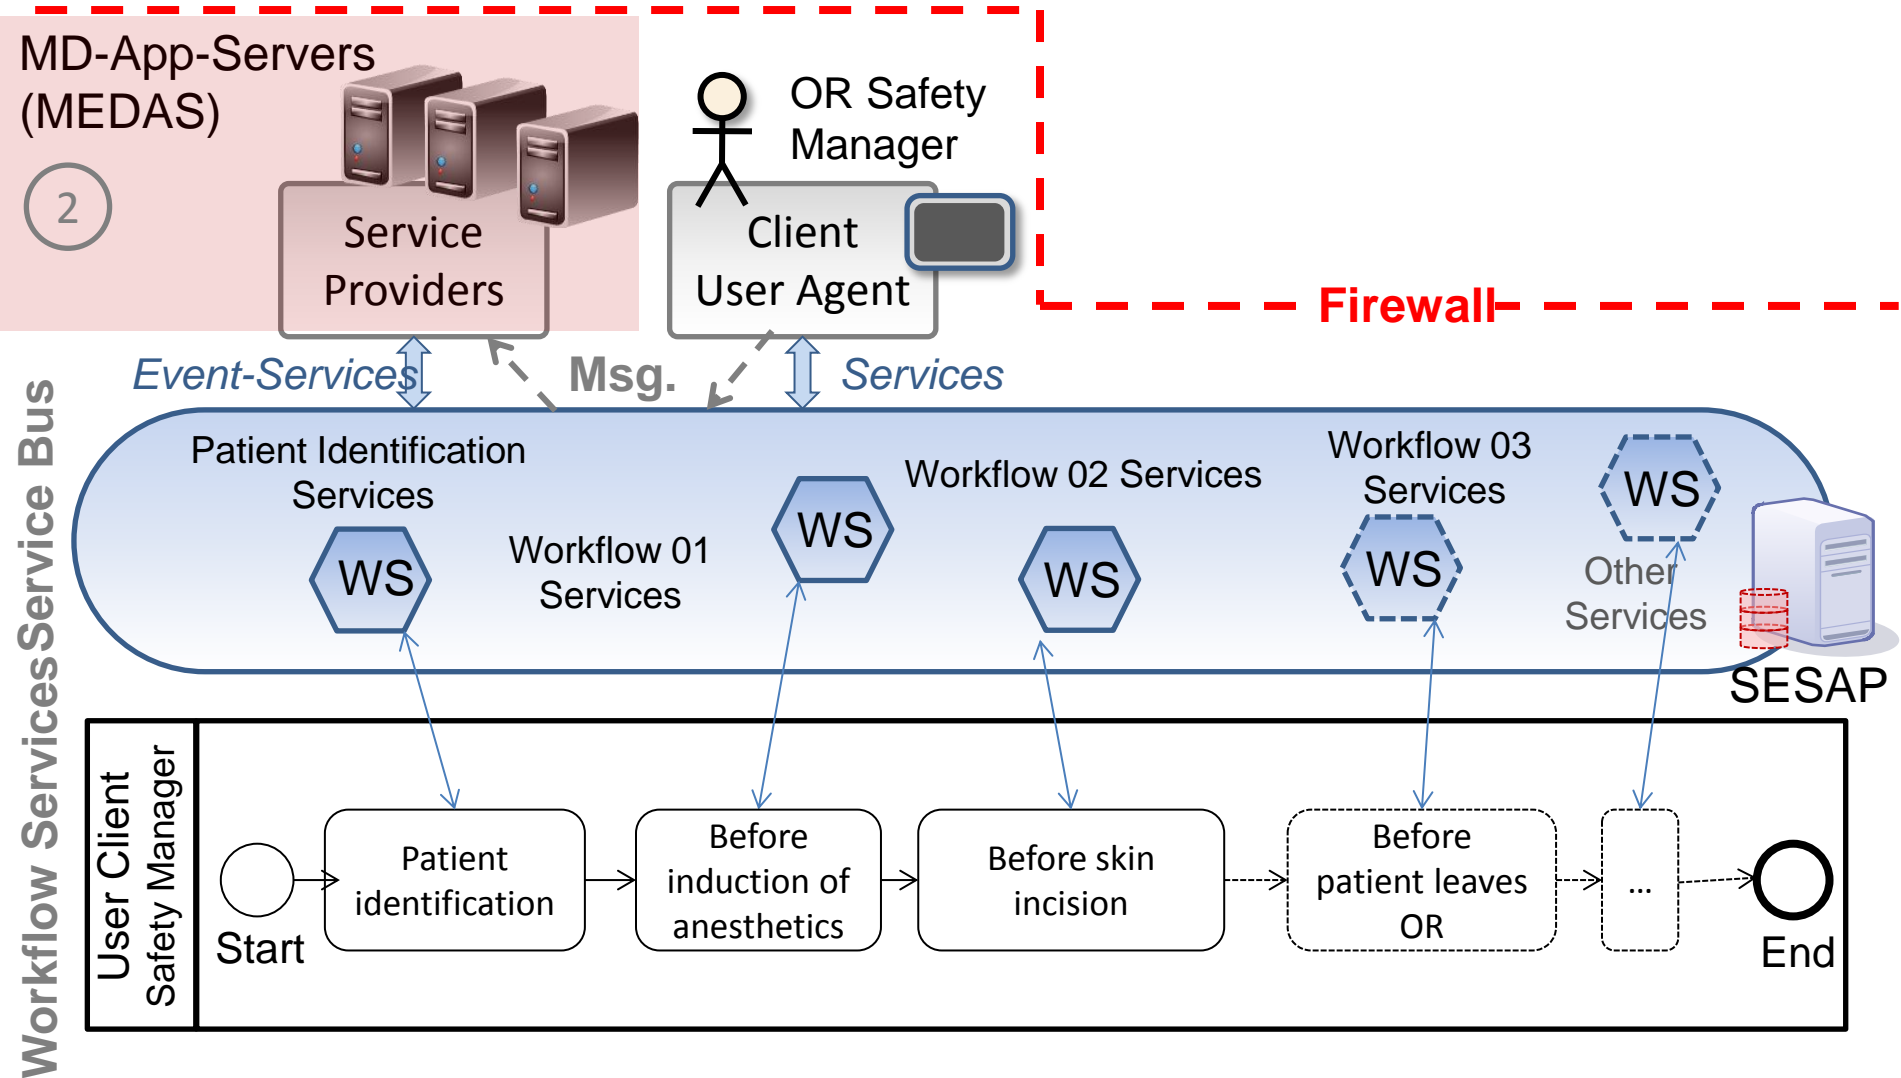 MD-App-Servers
(MEDAS)
2
Service
Providers
OR Safety
Manager
Client
User Agent
Firewall
Event-Services
Msg.
Services
Service Bus
Patient Identification
Services
WS
Workflow 01
Services
WS
Workflow 02 Services
WS
Workflow 03
Services
WS
WS
Other
Services
SESAP
Workflow Services
User Client
Safety Manager
Start
Patient
identification
Before
induction of
anesthetics
Before skin
incision
Before
patient leaves
OR
...
End